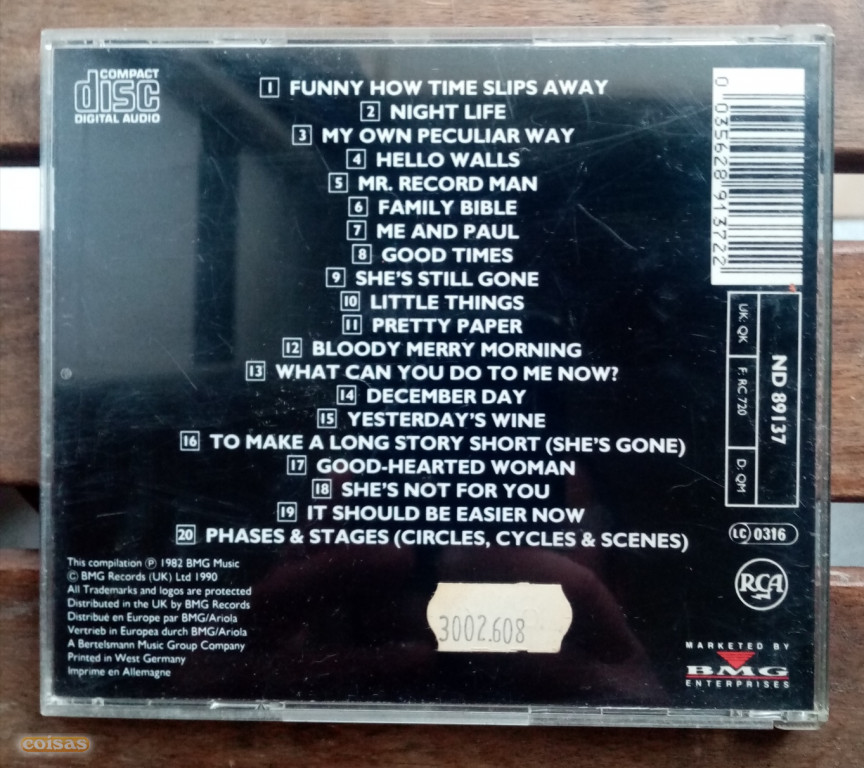 COMPACT
disc
DIGITAL AUDIO
1 FUNNY HOW TIME SLIPS AWAY
2 NIGHT LIFE
3 MY OWN PECULIAR WAY
4 HELLO WALLS
5 MR. RECORD MAN
6 FAMILY BIBLE
7 ME AND PAUL
8 GOOD TIMES
9 SHE'S STILL GONE
10 LITTLE THINGS
11 PRETTY PAPER
12 BLOODY MERRY MORNING
13 WHAT CAN YOU DO TO ME NOW?
14 DECEMBER DAY
15 YESTERDAY'S WINE
16 TO MAKE A LONG STORY SHORT (SHE'S GONE)
17 GOOD-HEARTED WOMAN
18 SHE'S NOT FOR YOU
19 IT SHOULD BE EASIER NOW
20 PHASES & STAGES (CIRCLES, CYCLES & SCENES)
0 035628 913722
ND 89137
UK: QK
F: RC 720
D: QM
LC 0316
RCA
This compilation ℗ 1982 BMG Music
© BMG Records (UK) Ltd 1990
All Trademarks and logos are protected
Distributed in the UK by BMG Records
Distribué en Europe par BMG/Ariola
Vertrieb in Europea durch BMG/Ariola
A Bertelsmann Music Group Company
Printed in West Germany
Imprime en Allemagne
3002.608
MARKETED BY
BMG
ENTERPRISES
coisas